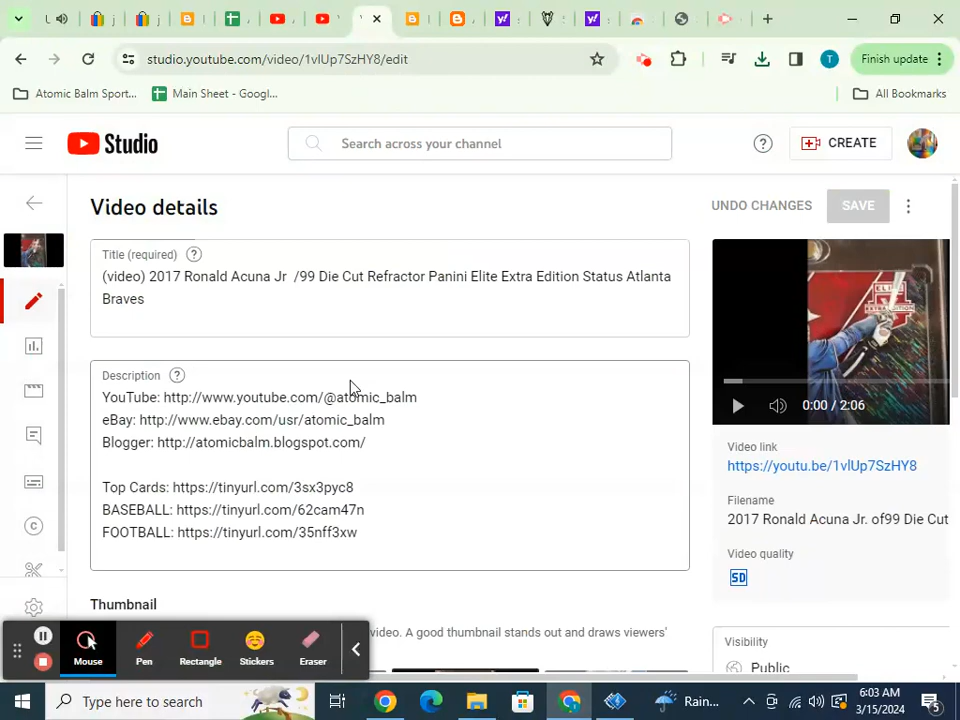 studio.youtube.com/video/1vlUp7SzHY8/edit
Finish update
Atomic Balm Sport...
Main Sheet - Googl...
All Bookmarks
Studio
Search across your channel
CREATE
Video details
UNDO CHANGES
SAVE
Title (required)
(video) 2017 Ronald Acuna Jr  /99 Die Cut Refractor Panini Elite Extra Edition Status Atlanta
Braves
Description
YouTube: http://www.youtube.com/@atomic_balm
eBay: http://www.ebay.com/usr/atomic_balm
Blogger: http://atomicbalm.blogspot.com/
Top Cards: https://tinyurl.com/3sx3pyc8
BASEBALL: https://tinyurl.com/62cam47n
FOOTBALL: https://tinyurl.com/35nff3xw
ELITE
EXTRA EDITION
0:00 / 2:06
Video link
https://youtu.be/1vlUp7SzHY8
Filename
2017 Ronald Acuna Jr. of99 Die Cut
Video quality
SD
Thumbnail
video. A good thumbnail stands out and draws viewers'
Visibility
Public
Mouse
Pen
Rectangle
Stickers
Eraser
Type here to search
Rain...
6:03 AM
3/15/2024
5